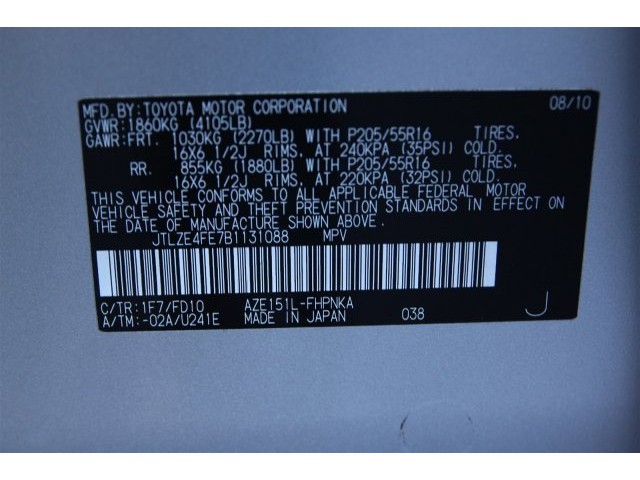 MFD.BY:TOYOTA MOTOR CORPORATION 08/10
GVWR:1860KG (4105LB)
GAWR:FRT. 1030KG (2270LB) WITH P205/55R16 TIRES.
16X6 1/2J RIMS, AT 240KPA (35PSI) COLD.
RR. 855KG (1880LB) WITH P205/55R16 TIRES.
16X6 1/2J RIMS, AT 220KPA (32PSI) COLD.
THIS VEHICLE CONFORMS TO ALL APPLICABLE FEDERAL MOTOR
VEHICLE SAFETY AND THEFT PREVENTION STANDARDS IN EFFECT ON
THE DATE OF MANUFACTURE SHOWN ABOVE.
JTLZE4FE7B1131088 MPV
C/TR:1F7/FD10 AZE151L-FHPNKA
A/TM:-02A/U241E MADE IN JAPAN 038 J